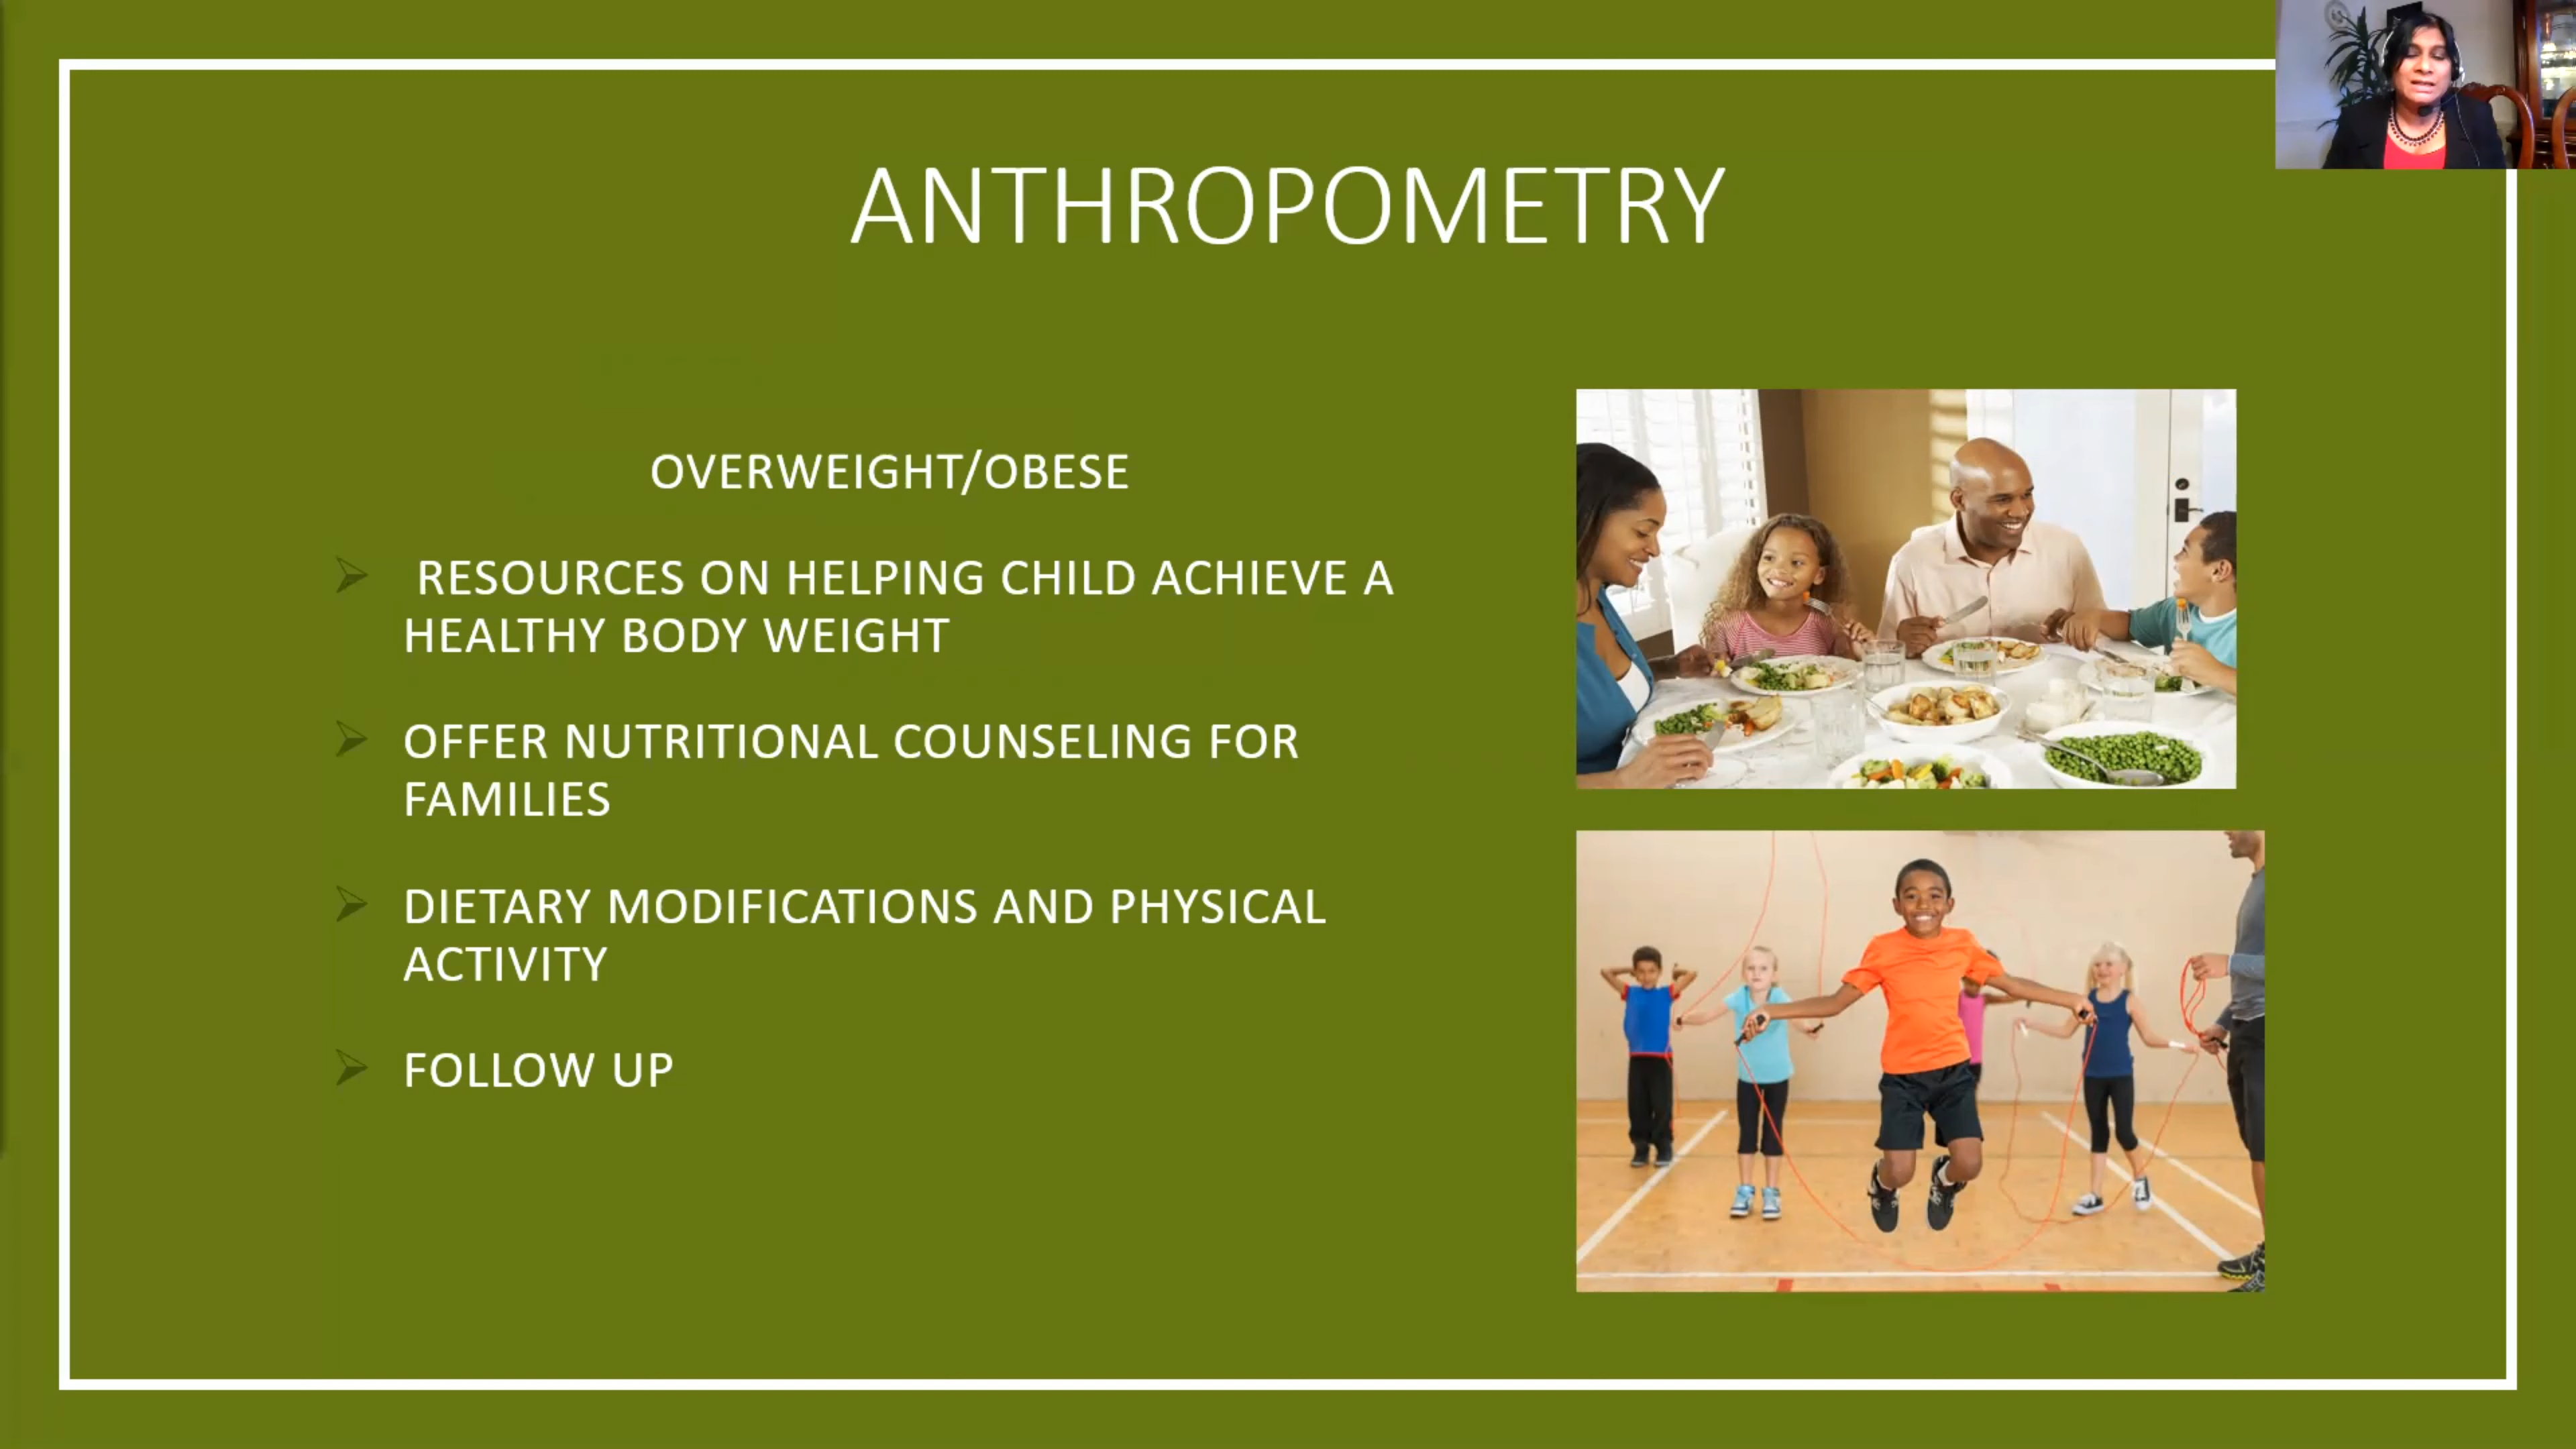 ANTHROPOMETRY
OVERWEIGHT/OBESE
RESOURCES ON HELPING CHILD ACHIEVE A
HEALTHY BODY WEIGHT
OFFER NUTRITIONAL COUNSELING FOR
FAMILIES
DIETARY MODIFICATIONS AND PHYSICAL
ACTIVITY
FOLLOW UP